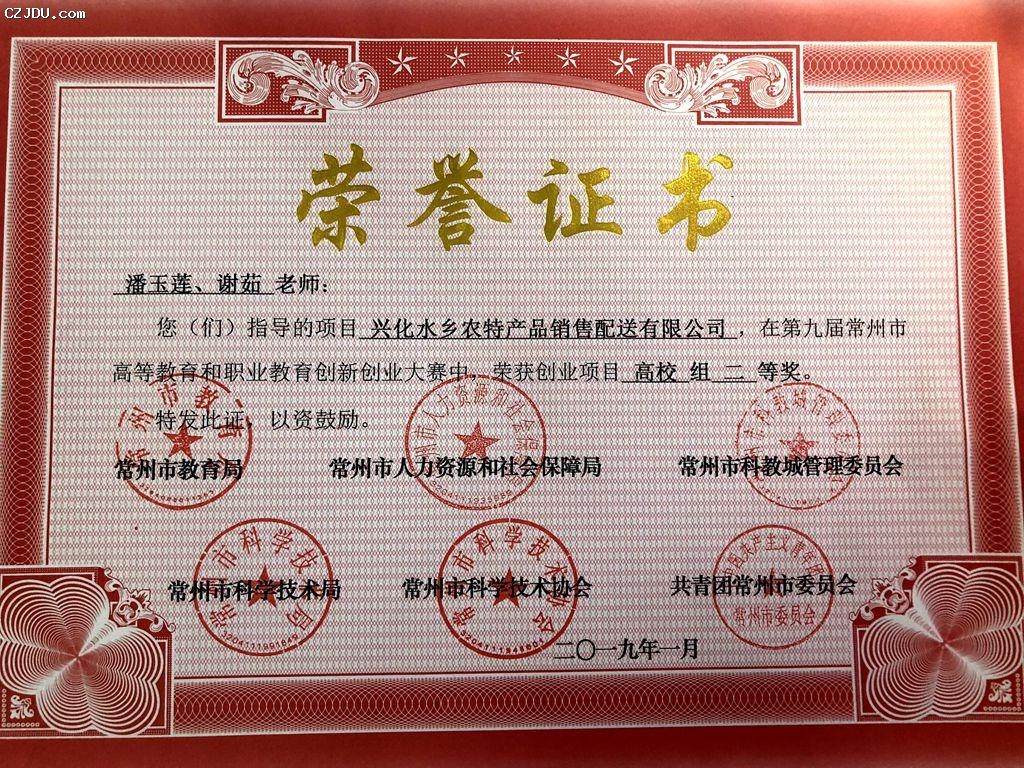 CZJDU.com
荣誉证书
潘玉莲、谢茹 老师：
您（们）指导的项目 兴化水乡农特产品销售配送有限公司 ，在第九届常州市
高等教育和职业教育创新创业大赛中，荣获创业项目 高校 组 二 等奖。
特发此证，以资鼓励。
常州市教育局 常州市人力资源和社会保障局 常州市科教城管理委员会
常州市科学技术局 常州市科学技术协会 共青团常州市委员会
常州市委员会
二〇一九年一月